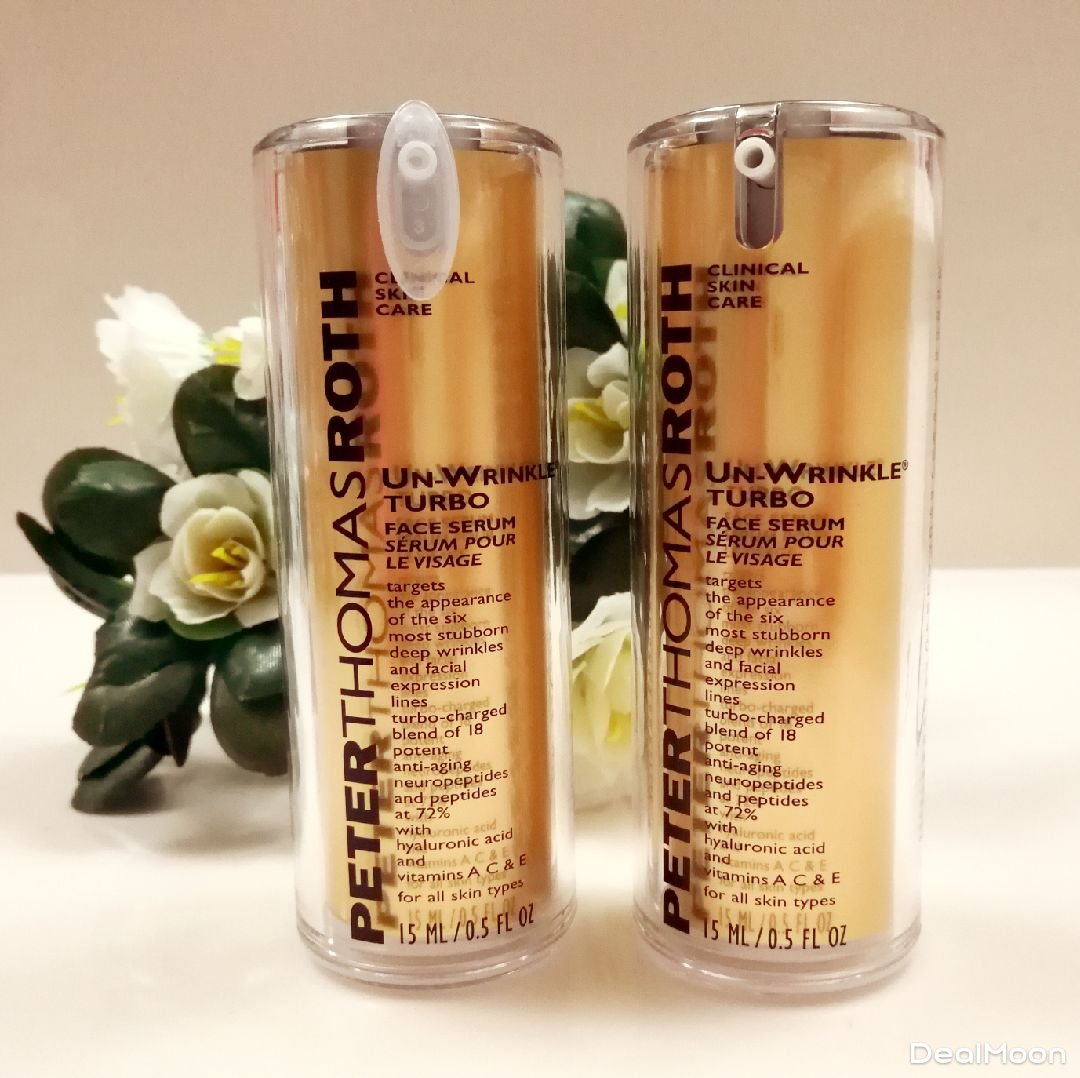 PETERTHOMASROTH
CLINICAL
SKIN
CARE
UN-WRINKLE®
TURBO
FACE SERUM
SÉRUM POUR
LE VISAGE
targets
the appearance
of the six
most stubborn
deep wrinkles
and facial
expression
lines
turbo-charged
blend of 18
potent
anti-aging
neuropeptides
and peptides
at 72%
with
hyaluronic acid
and
vitamins A C & E
for all skin types
15 ML / 0.5 FL OZ
PETERTHOMASROTH
CLINICAL
SKIN
CARE
UN-WRINKLE®
TURBO
FACE SERUM
SÉRUM POUR
LE VISAGE
targets
the appearance
of the six
most stubborn
deep wrinkles
and facial
expression
lines
turbo-charged
blend of 18
potent
anti-aging
neuropeptides
and peptides
at 72%
with
hyaluronic acid
and
vitamins A C & E
for all skin types
15 ML / 0.5 FL OZ
DealMoon